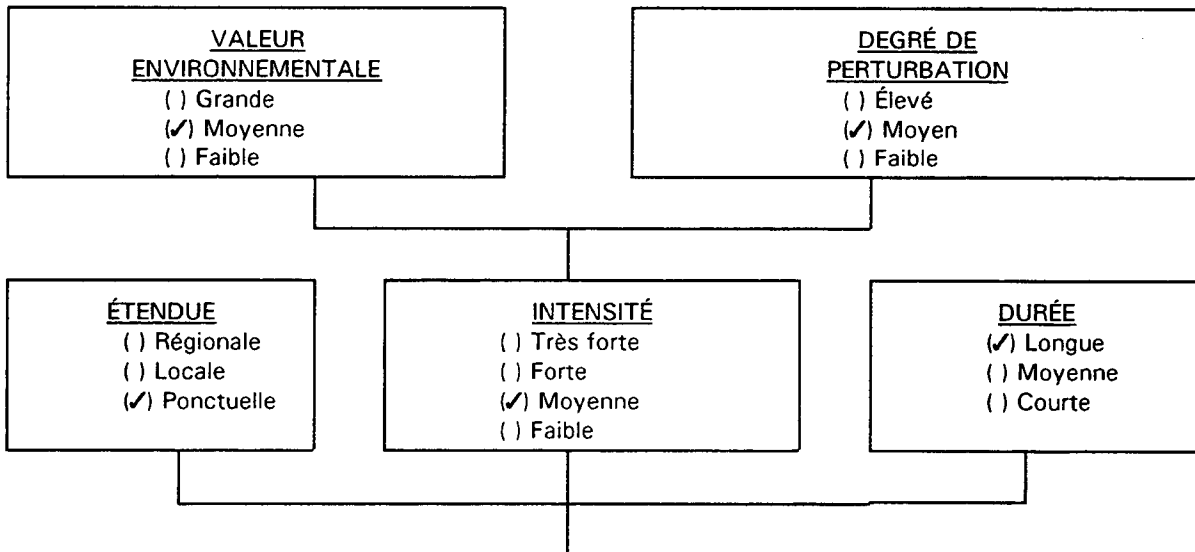 VALEUR
ENVIRONNEMENTALE
( ) Grande
(✓) Moyenne
( ) Faible
DEGRÉ DE
PERTURBATION
( ) Élevé
(✓) Moyen
( ) Faible
ÉTENDUE
( ) Régionale
( ) Locale
(✓) Ponctuelle
INTENSITÉ
( ) Très forte
( ) Forte
(✓) Moyenne
( ) Faible
DURÉE
(✓) Longue
( ) Moyenne
( ) Courte